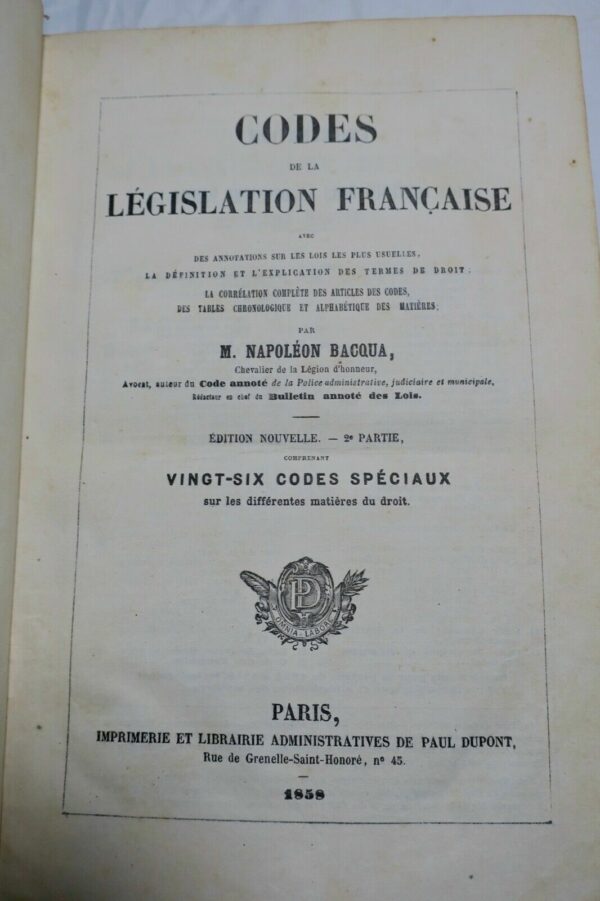 CODES
DE LA
LÉGISLATION FRANÇAISE
AVEC
DES ANNOTATIONS SUR LES LOIS LES PLUS USUELLES,
LA DÉFINITION ET L'EXPLICATION DES TERMES DE DROIT,
LA CORRÉLATION COMPLÈTE DES ARTICLES DES CODES,
DES TABLES CHRONOLOGIQUE ET ALPHABÉTIQUE DES MATIÈRES;
PAR
M. NAPOLÉON BACQUA,
Chevalier de la Légion d'honneur,
Avocat, auteur du Code annoté de la Police administrative, judiciaire et municipale,
Rédacteur en chef du Bulletin annoté des Lois.
ÉDITION NOUVELLE. — 2e PARTIE,
COMPRENANT
VINGT-SIX CODES SPÉCIAUX
sur les différentes matières du droit.
PD
OMNIA LABORE
PARIS,
IMPRIMERIE ET LIBRAIRIE ADMINISTRATIVES DE PAUL DUPONT,
Rue de Grenelle-Saint-Honoré, no 45.
1858